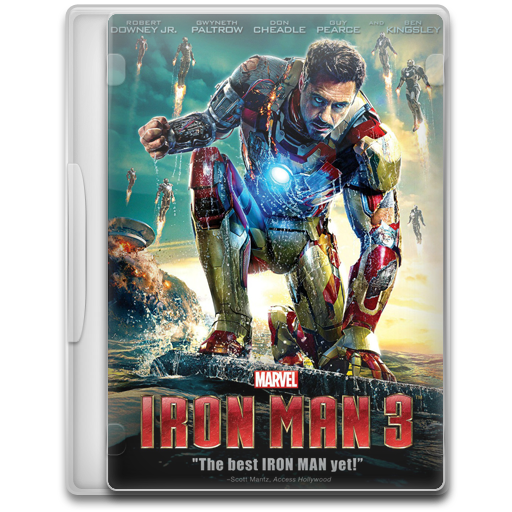 ROBERT GWYNETH DON GUY AND BEN
DOWNEY JR. PALTROW CHEADLE PEARCE KINGSLEY
MARVEL
IRON MAN 3
"The best IRON MAN yet!"
–Scott Mantz, Access Hollywood